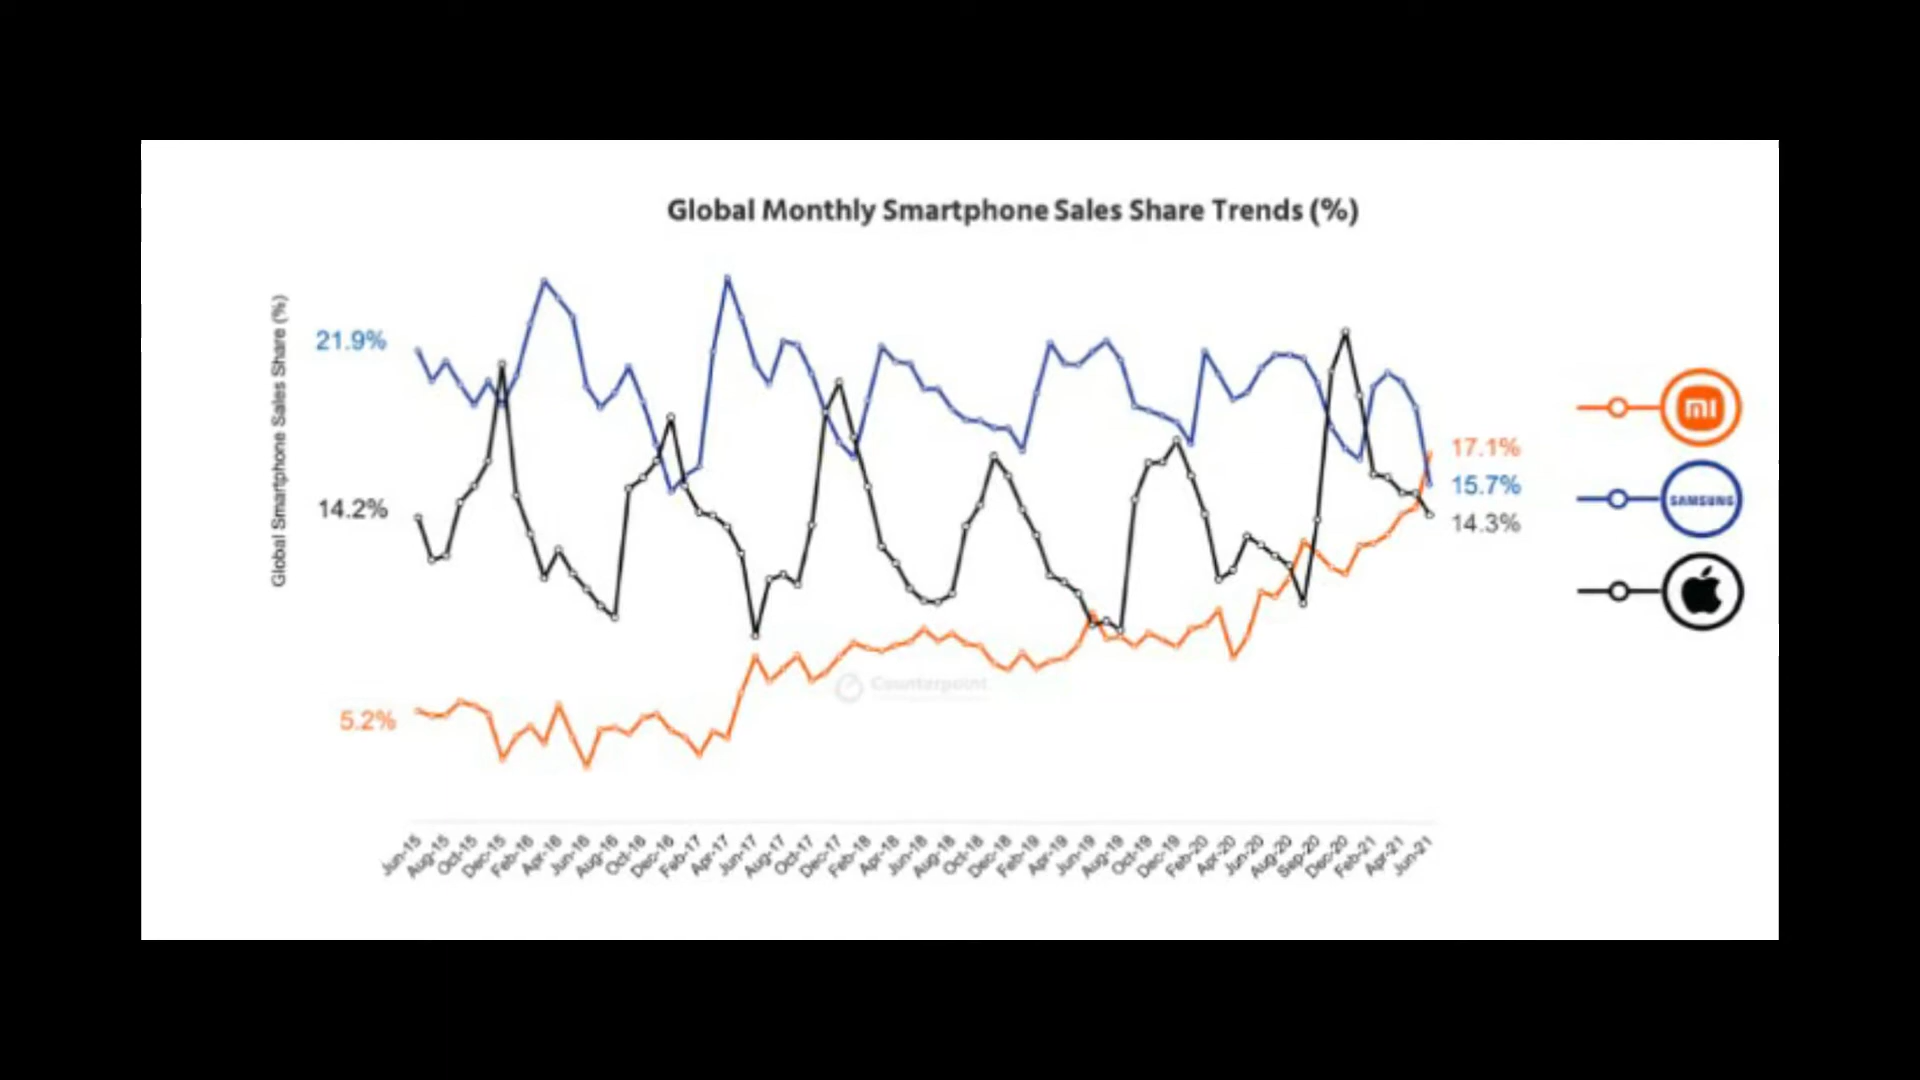 Global Monthly Smartphone Sales Share Trends (%)
Global Smartphone Sales Share (%)
21.9%
14.2%
5.2%
17.1%
15.7%
14.3%
mi
SAMSUNG
Counterpoint
Jun-15
Aug-15
Oct-15
Dec-15
Feb-16
Apr-16
Jun-16
Aug-16
Oct-16
Dec-16
Feb-17
Apr-17
Jun-17
Aug-17
Oct-17
Dec-17
Feb-18
Apr-18
Jun-18
Aug-18
Oct-18
Dec-18
Feb-19
Apr-19
Jun-19
Aug-19
Oct-19
Dec-19
Feb-20
Apr-20
Jun-20
Aug-20
Sep-20
Dec-20
Feb-21
Apr-21
Jun-21